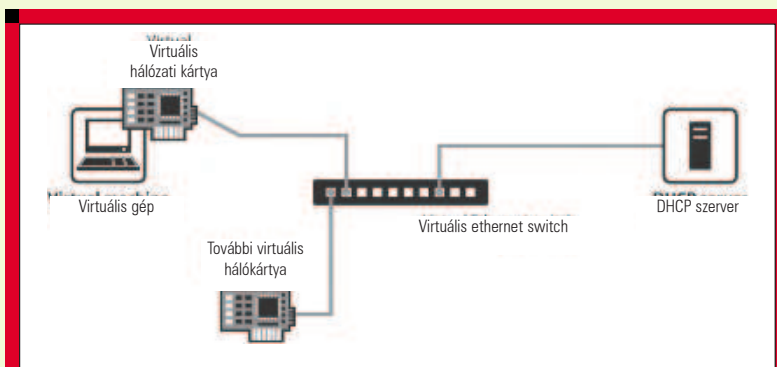 Virtuális
hálózati kártya
Virtuális gép
DHCP szerver
Virtuális ethernet switch
További virtuális
hálókártya